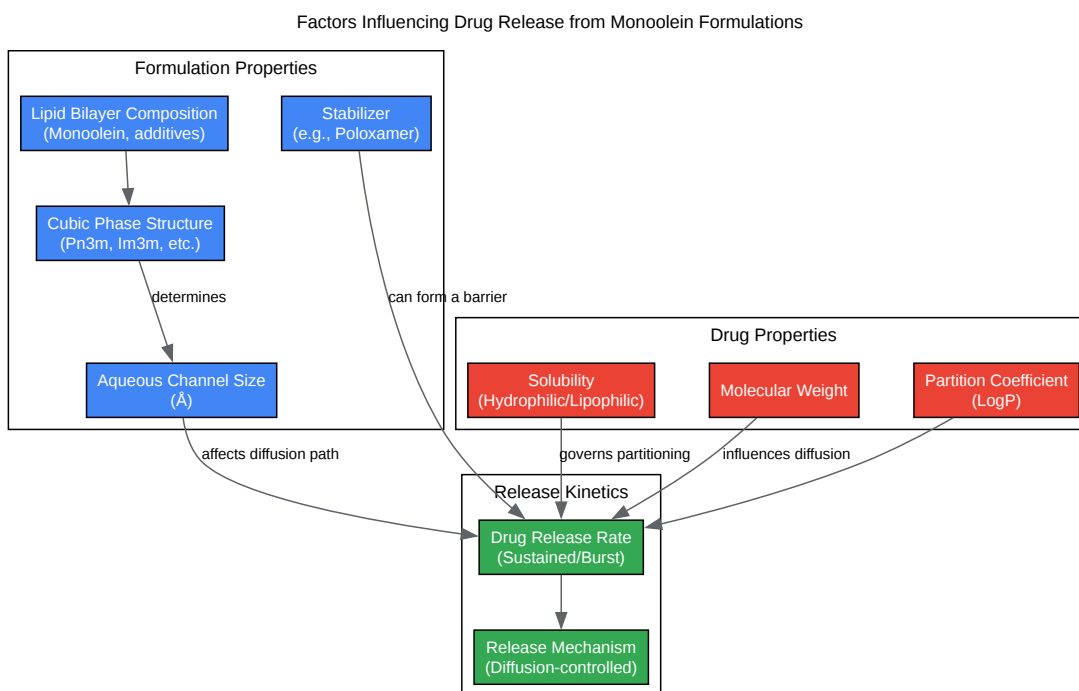 Factors Influencing Drug Release from Monoolein Formulations
Formulation Properties
Lipid Bilayer Composition
(Monoolein, additives)
Stabilizer
(e.g., Poloxamer)
Cubic Phase Structure
(Pn3m, Im3m, etc.)
determines
can form a barrier
Aqueous Channel Size
(Å)
Drug Properties
Solubility
(Hydrophilic/Lipophilic)
Molecular Weight
Partition Coefficient
(LogP)
affects diffusion path
governs partitioning
influences diffusion
Release Kinetics
Drug Release Rate
(Sustained/Burst)
Release Mechanism
(Diffusion-controlled)